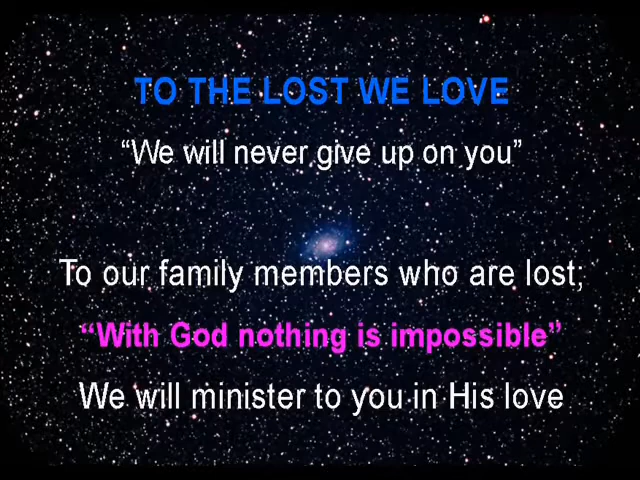 TO THE LOST WE LOVE
“We will never give up on you”
To our family members who are lost;
“With God nothing is impossible”
We will minister to you in His love